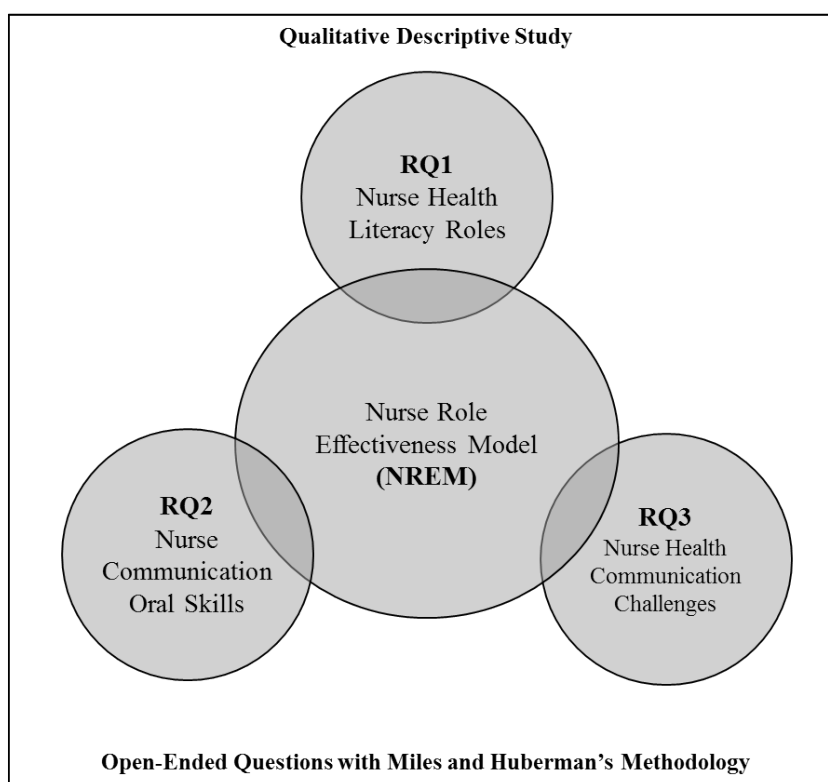 Qualitative Descriptive Study
RQ1
Nurse Health
Literacy Roles
Nurse Role
Effectiveness Model
(NREM)
RQ2
Nurse
Communication
Oral Skills
RQ3
Nurse Health
Communication
Challenges
Open-Ended Questions with Miles and Huberman’s Methodology